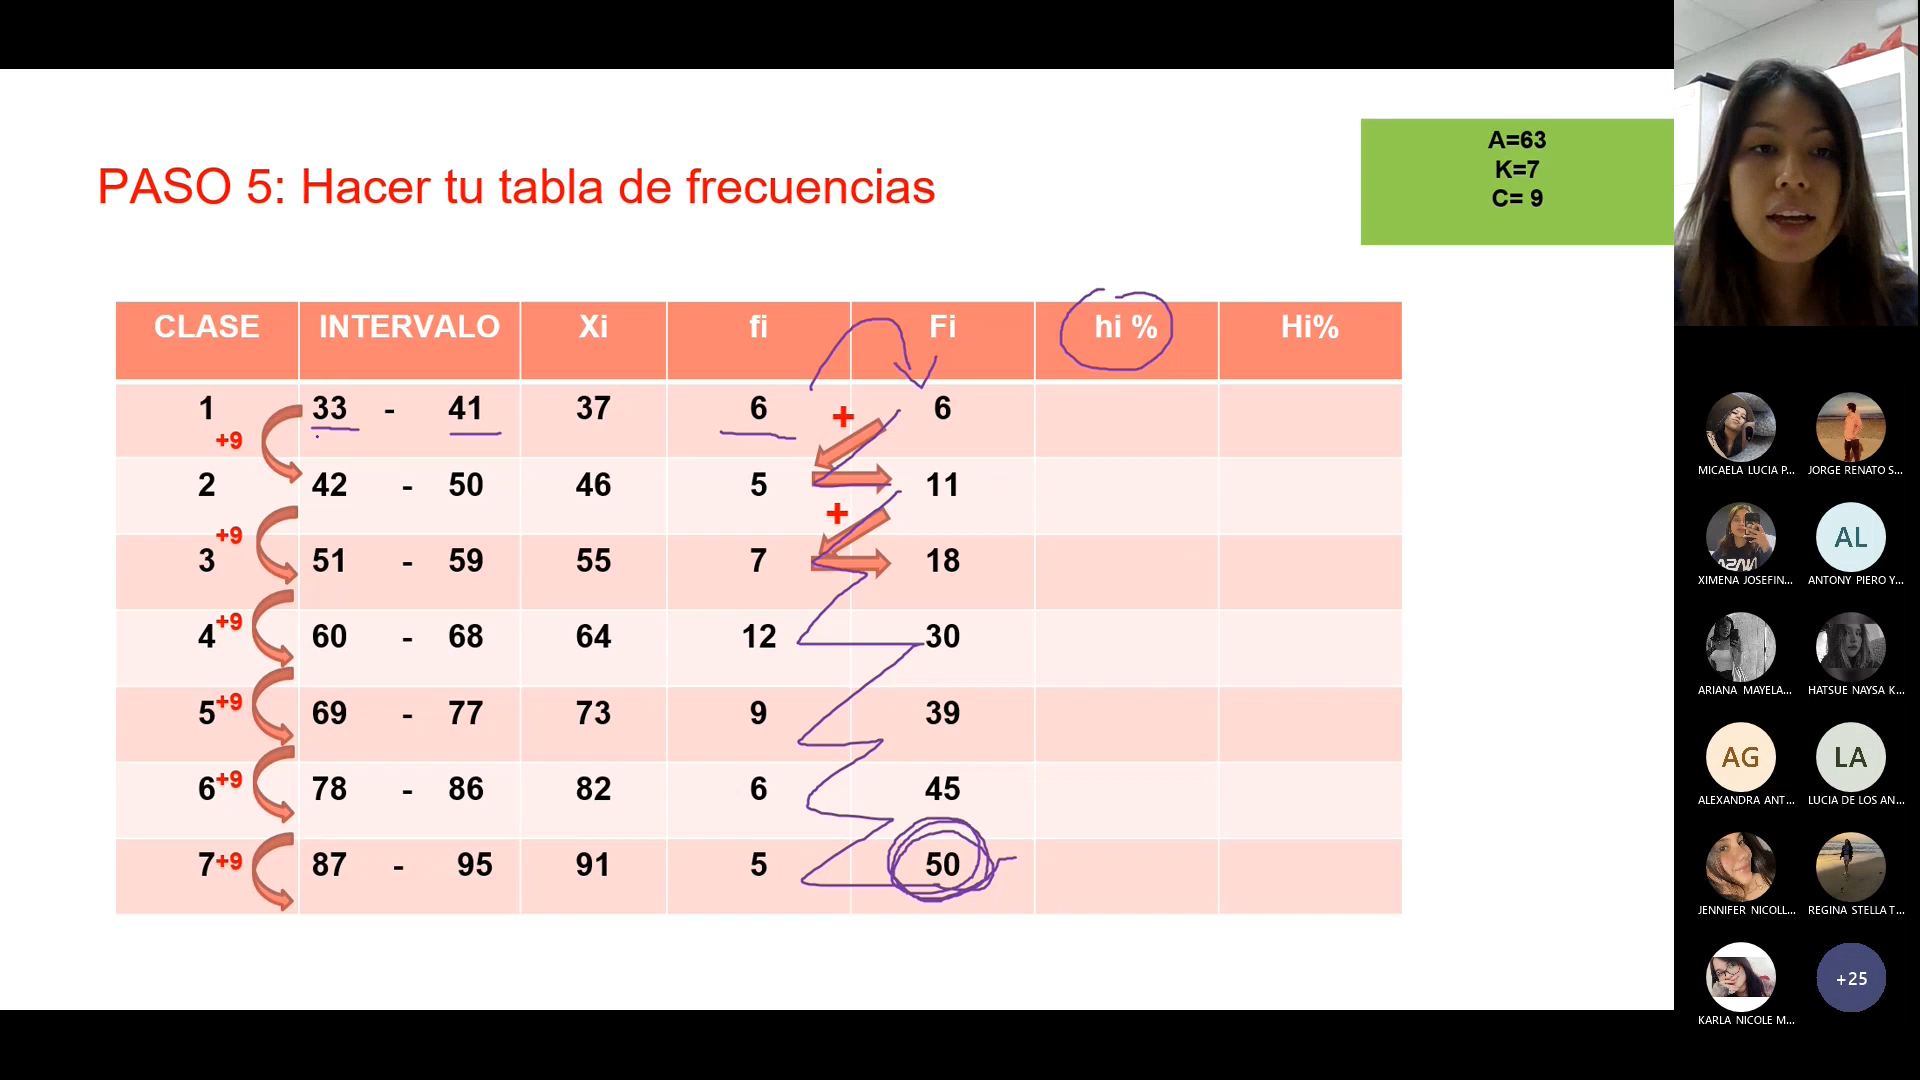 PASO 5: Hacer tu tabla de frecuencias
A=63
K=7
C= 9
CLASE INTERVALO Xi fi Fi hi % Hi%
1 33 - 41 37 6 + 6
+9
2 42 - 50 46 5 11
+
+9
3 51 - 59 55 7 18
4 +9 60 - 68 64 12 30
5 +9 69 - 77 73 9 39
6 +9 78 - 86 82 6 45
7 +9 87 - 95 91 5 50
MICAELA LUCIA P... JORGE RENATO S...
AL
XIMENA JOSEFIN... ANTONY PIERO Y...
ARIANA MAYELA... HATSUE NAYSA K...
AG LA
ALEXANDRA ANT... LUCIA DE LOS AN...
JENNIFER NICOLL... REGINA STELLA T...
+25
KARLA NICOLE M...